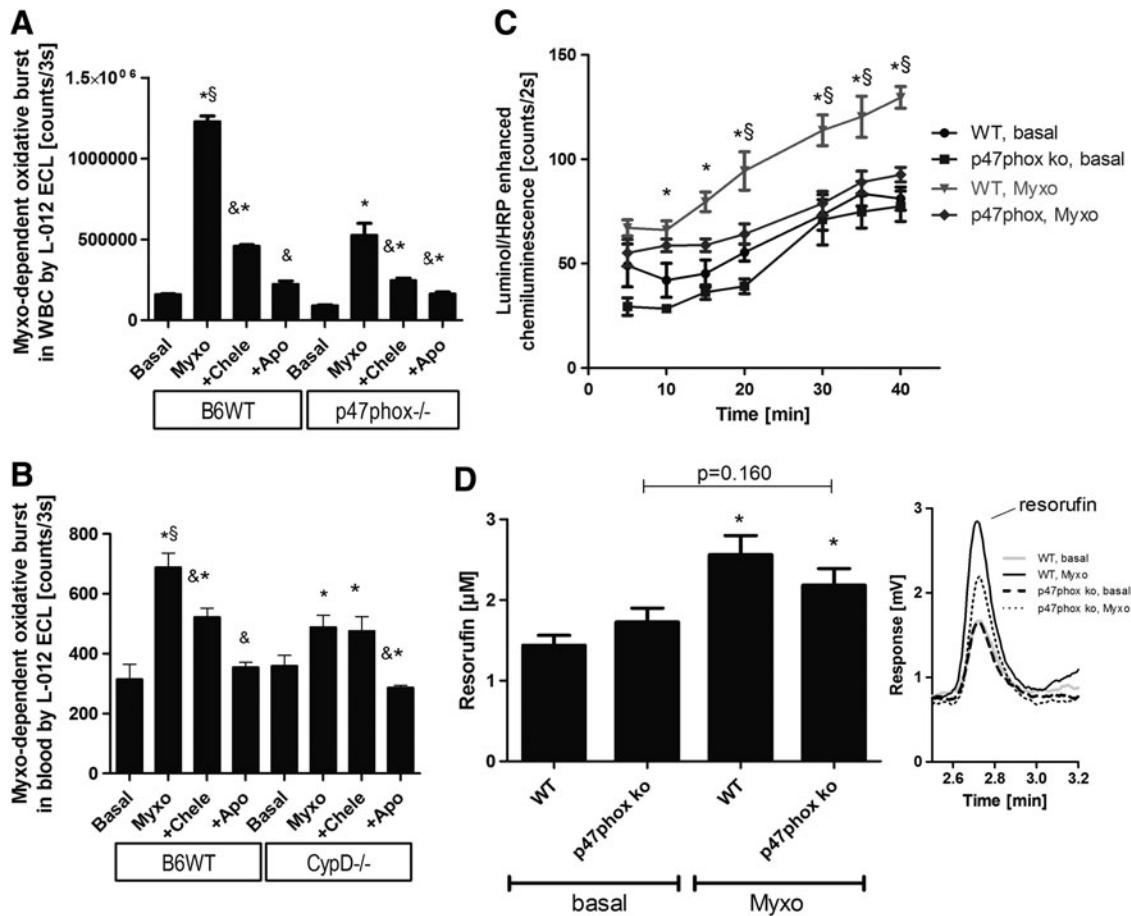 A
Myxo-dependent oxidative burst
in WBC by L-012 ECL [counts/3s]
1.5×10⁰⁶
1000000
500000
0
*§
&*
&
*
&*
&*
Basal
Myxo
+Chele
+Apo
Basal
Myxo
+Chele
+Apo
B6WT
p47phox-/-
B
Myxo-dependent oxidative burst
in blood by L-012 ECL [counts/3s]
800
600
400
200
0
*§
&*
&
*
*
&*
Basal
Myxo
+Chele
+Apo
Basal
Myxo
+Chele
+Apo
B6WT
CypD-/-
C
Luminol/HRP enhanced
chemiluminescence [counts/2s]
150
100
50
0
*
*
*§
*§
*§
*§
0
10
20
30
40
Time [min]
WT, basal
p47phox ko, basal
WT, Myxo
p47phox, Myxo
D
p=0.160
Resorufin [µM]
3
2
1
0
*
*
WT
p47phox ko
WT
p47phox ko
basal
Myxo
resorufin
Response [mV]
3
2
1
0
WT, basal
WT, Myxo
p47phox ko, basal
p47phox ko, Myxo
2.6
2.8
3.0
3.2
Time [min]